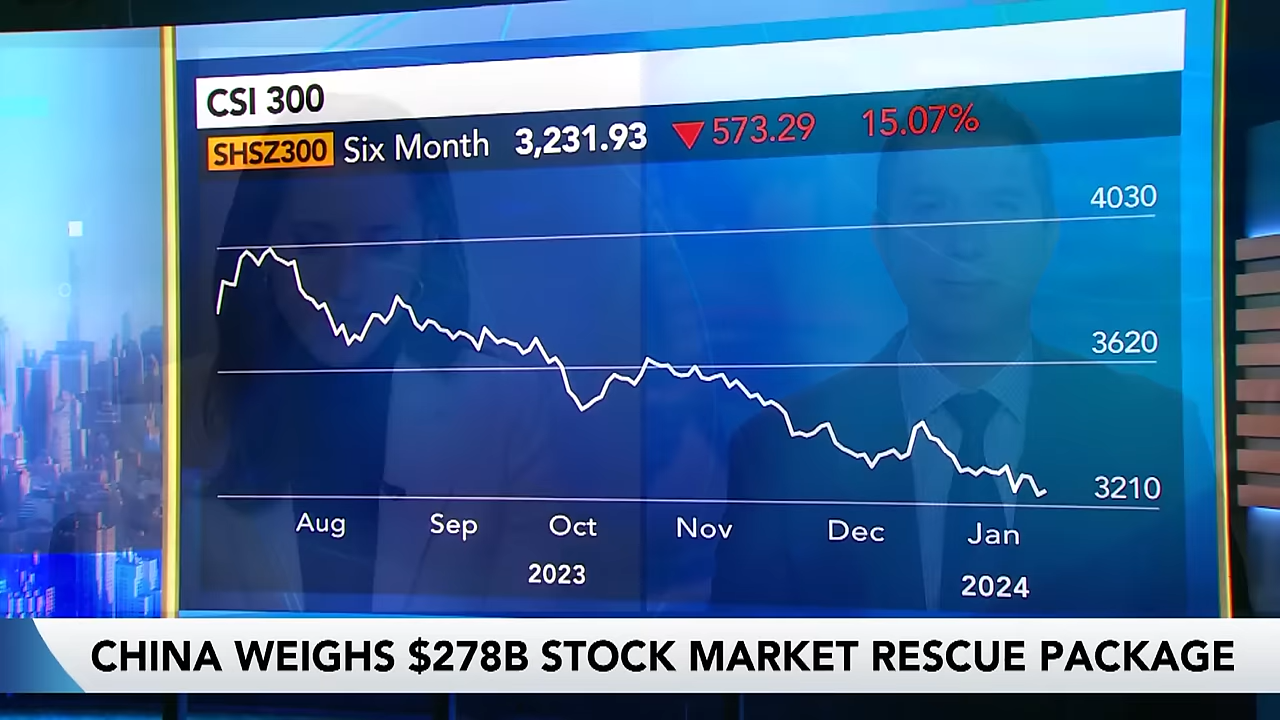 CSI 300
SHSZ300 Six Month 3,231.93 ▼573.29 15.07%
4030
3620
3210
Aug Sep Oct Nov Dec Jan
2023 2024
CHINA WEIGHS $278B STOCK MARKET RESCUE PACKAGE